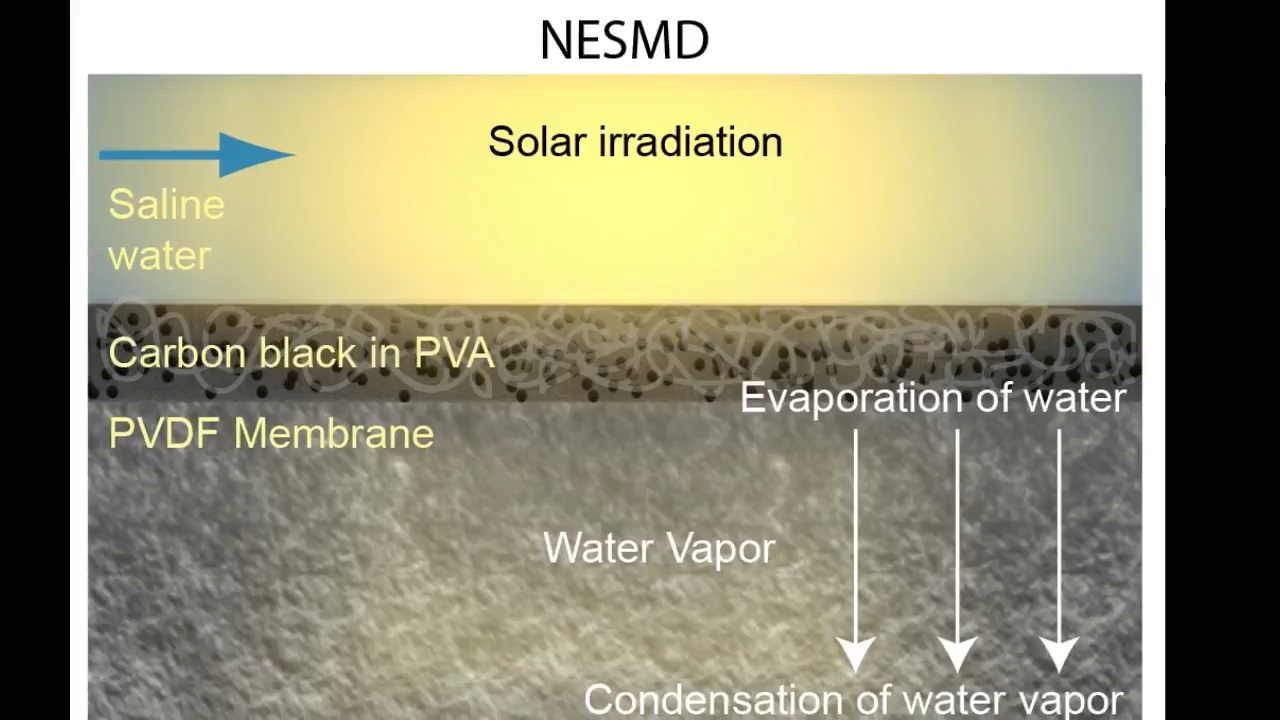 NESMD
Solar irradiation
Saline
water
Carbon black in PVA
Evaporation of water
PVDF Membrane
Water Vapor
Condensation of water vapor